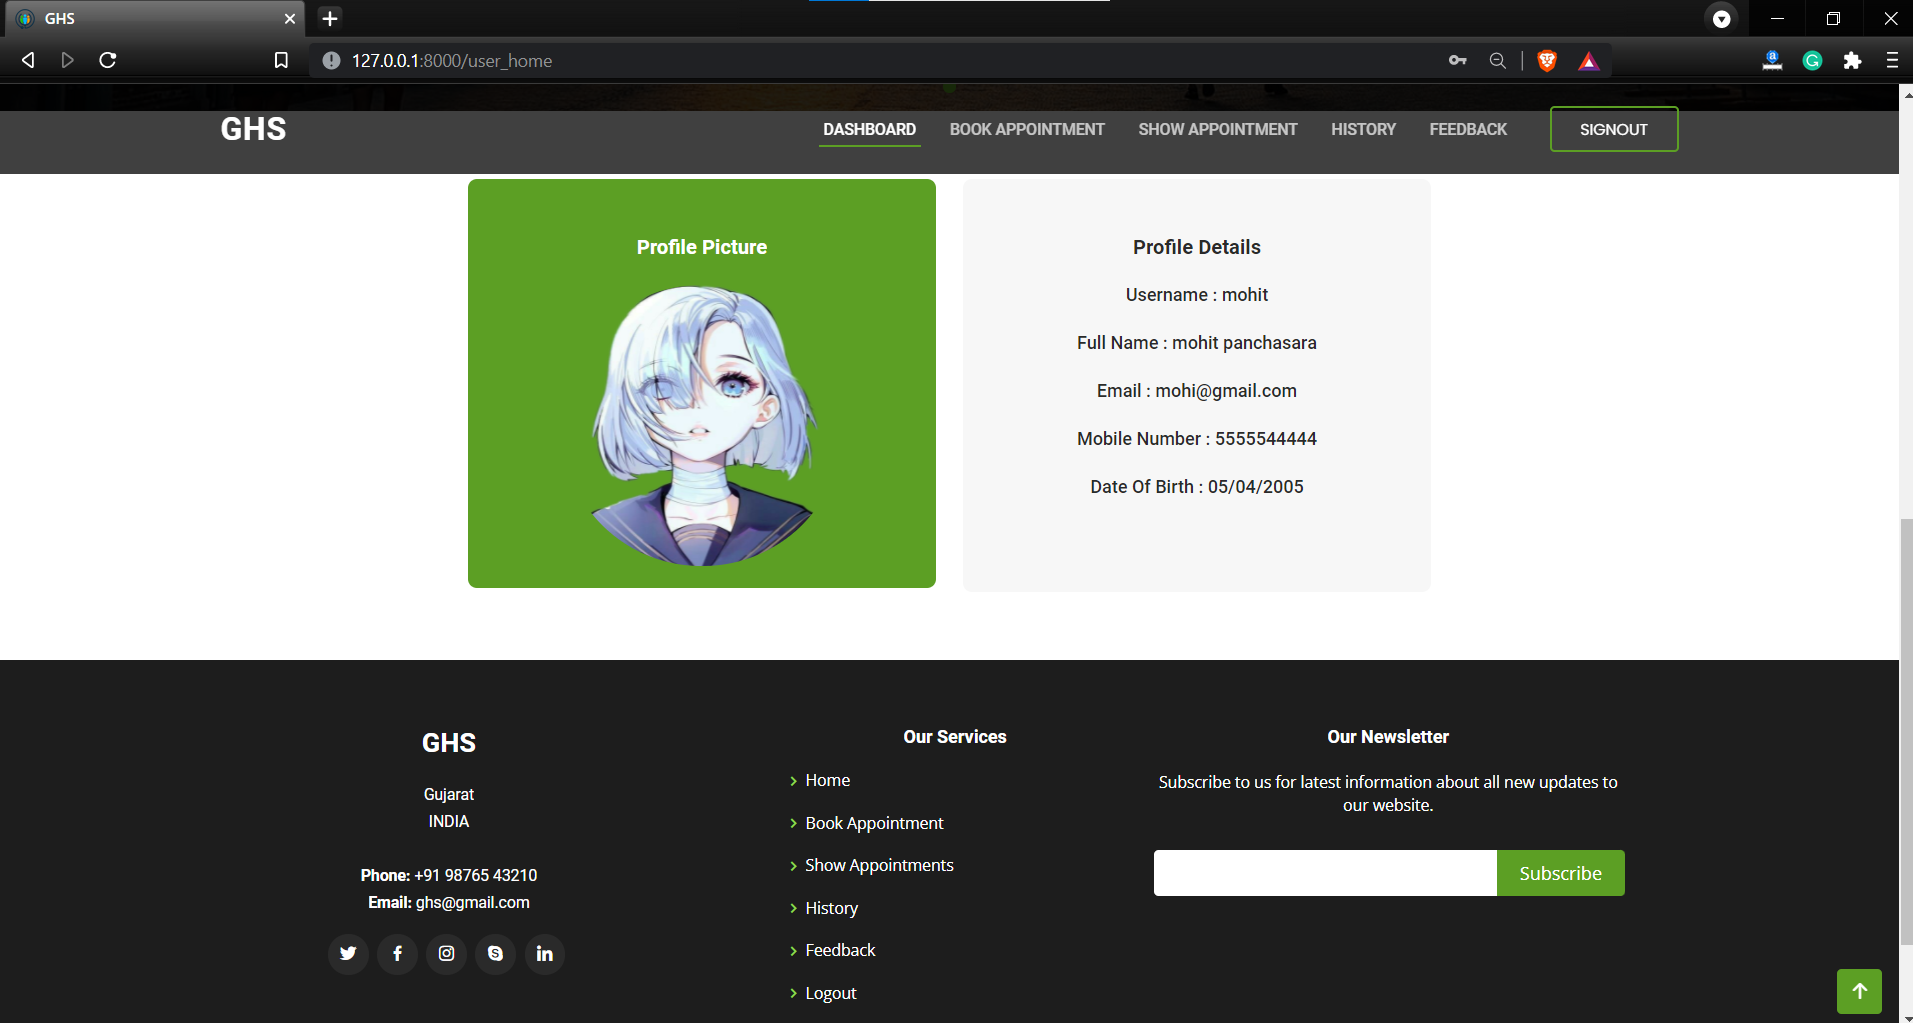 GHS
127.0.0.1:8000/user_home
GHS
DASHBOARD
BOOK APPOINTMENT
SHOW APPOINTMENT
HISTORY
FEEDBACK
SIGNOUT
Profile Picture
Profile Details
Username : mohit
Full Name : mohit panchasara
Email : mohi@gmail.com
Mobile Number : 5555544444
Date Of Birth : 05/04/2005
GHS
Gujarat
INDIA
Phone: +91 98765 43210
Email: ghs@gmail.com
Our Services
Home
Book Appointment
Show Appointments
History
Feedback
Logout
Our Newsletter
Subscribe to us for latest information about all new updates to
our website.
Subscribe